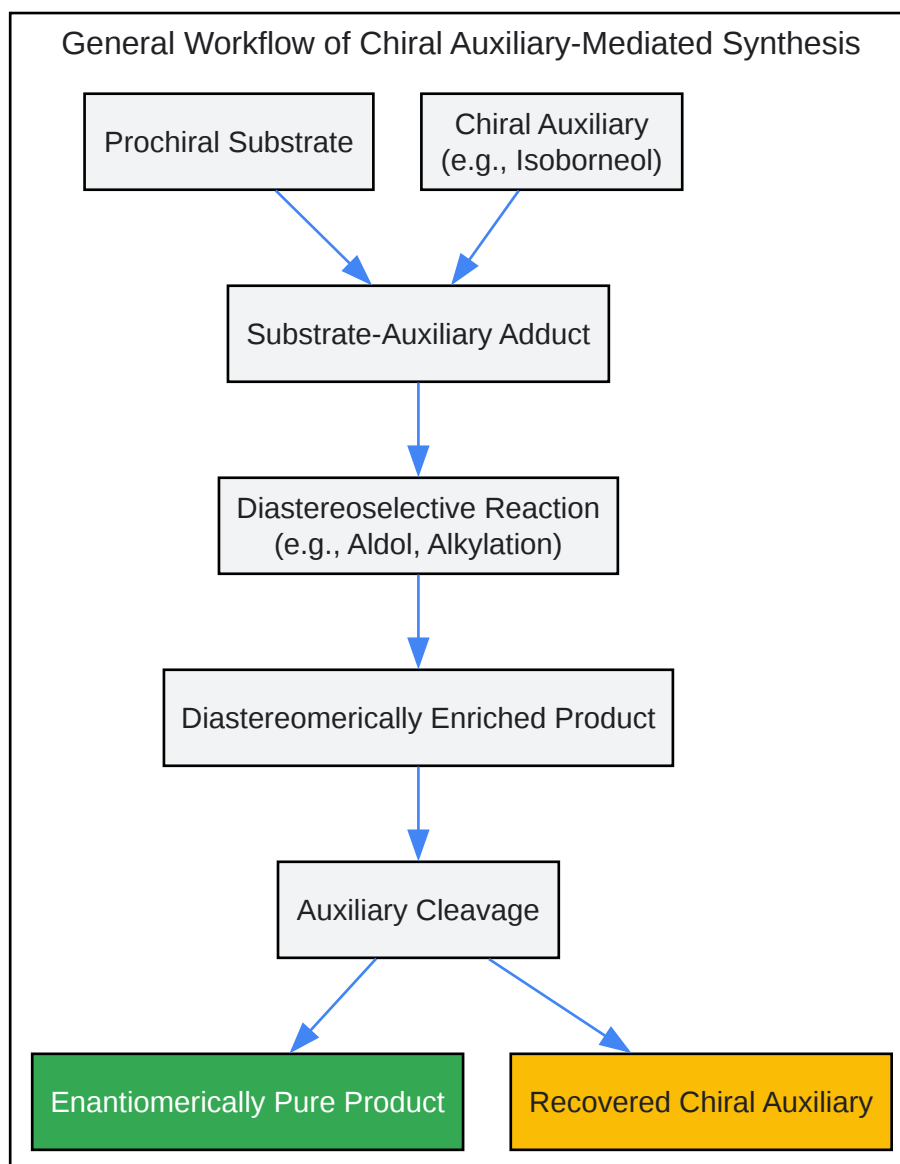 General Workflow of Chiral Auxiliary-Mediated Synthesis
Prochiral Substrate
Chiral Auxiliary
(e.g., Isoborneol)
Substrate-Auxiliary Adduct
Diastereoselective Reaction
(e.g., Aldol, Alkylation)
Diastereomerically Enriched Product
Auxiliary Cleavage
Enantiomerically Pure Product
Recovered Chiral Auxiliary